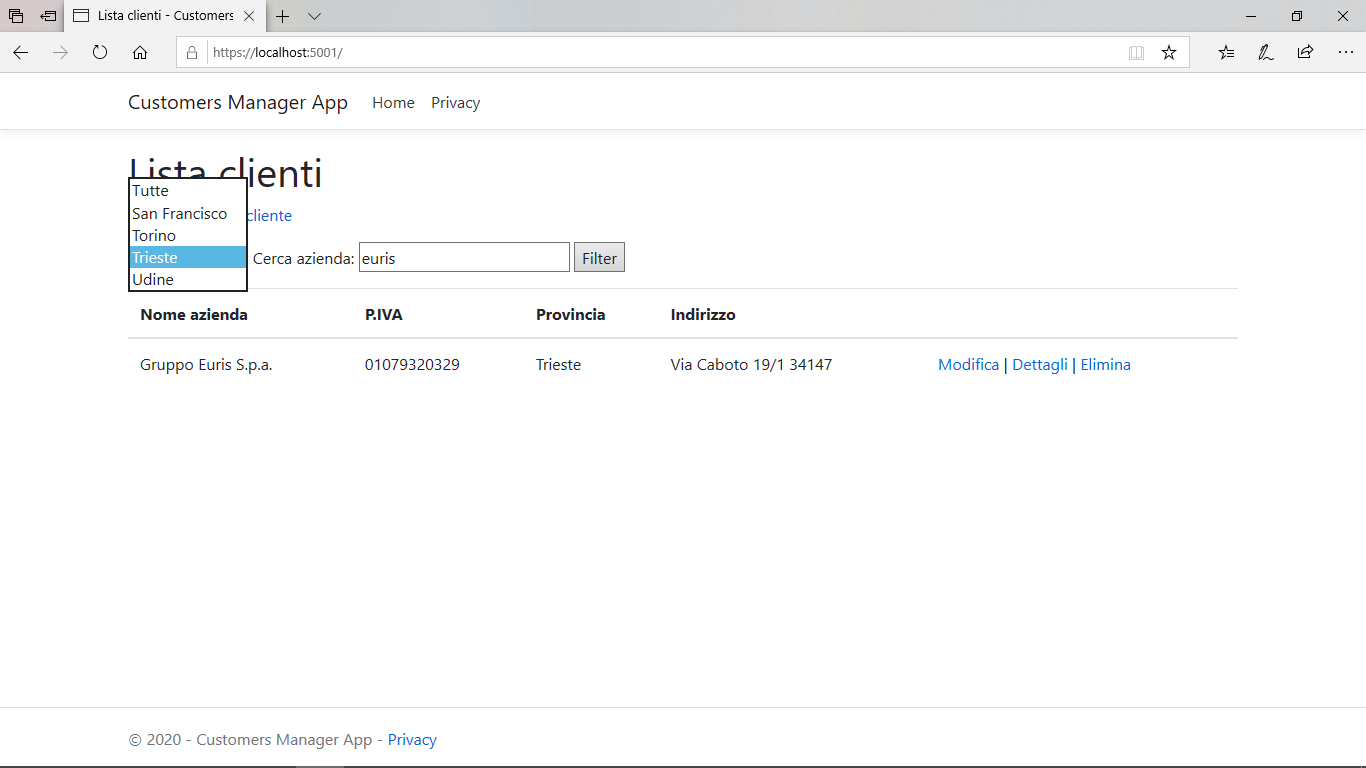 Lista clienti - Customers
https://localhost:5001/
Customers Manager App Home Privacy
Lista clienti
cliente
Tutte
San Francisco
Torino
Trieste
Udine
Cerca azienda: euris Filter
Nome azienda P.IVA Provincia Indirizzo
Gruppo Euris S.p.a. 01079320329 Trieste Via Caboto 19/1 34147 Modifica | Dettagli | Elimina
© 2020 - Customers Manager App - Privacy